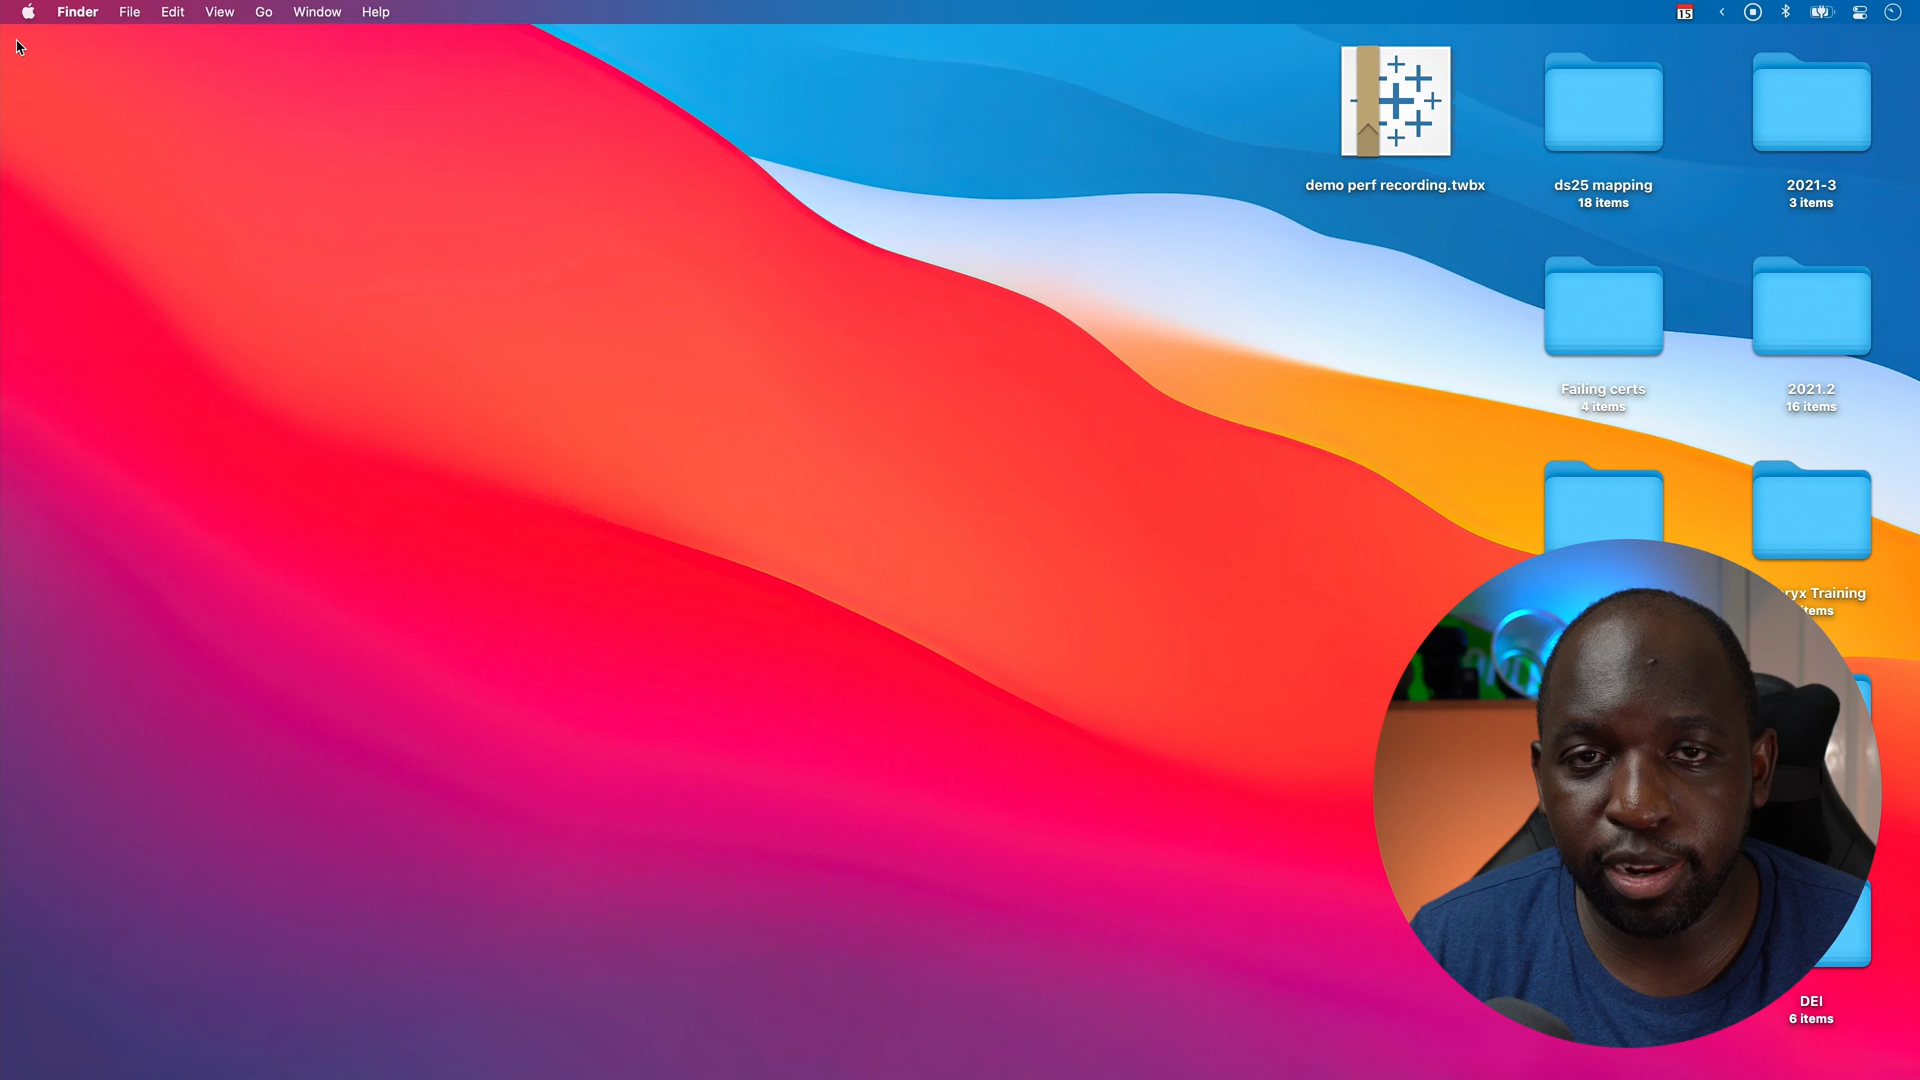 Finder File Edit View Go Window Help
15
demo perf recording.twbx
ds25 mapping
18 items
2021-3
3 items
Failing certs
4 items
2021.2
16 items
ryx Training
items
DEI
6 items